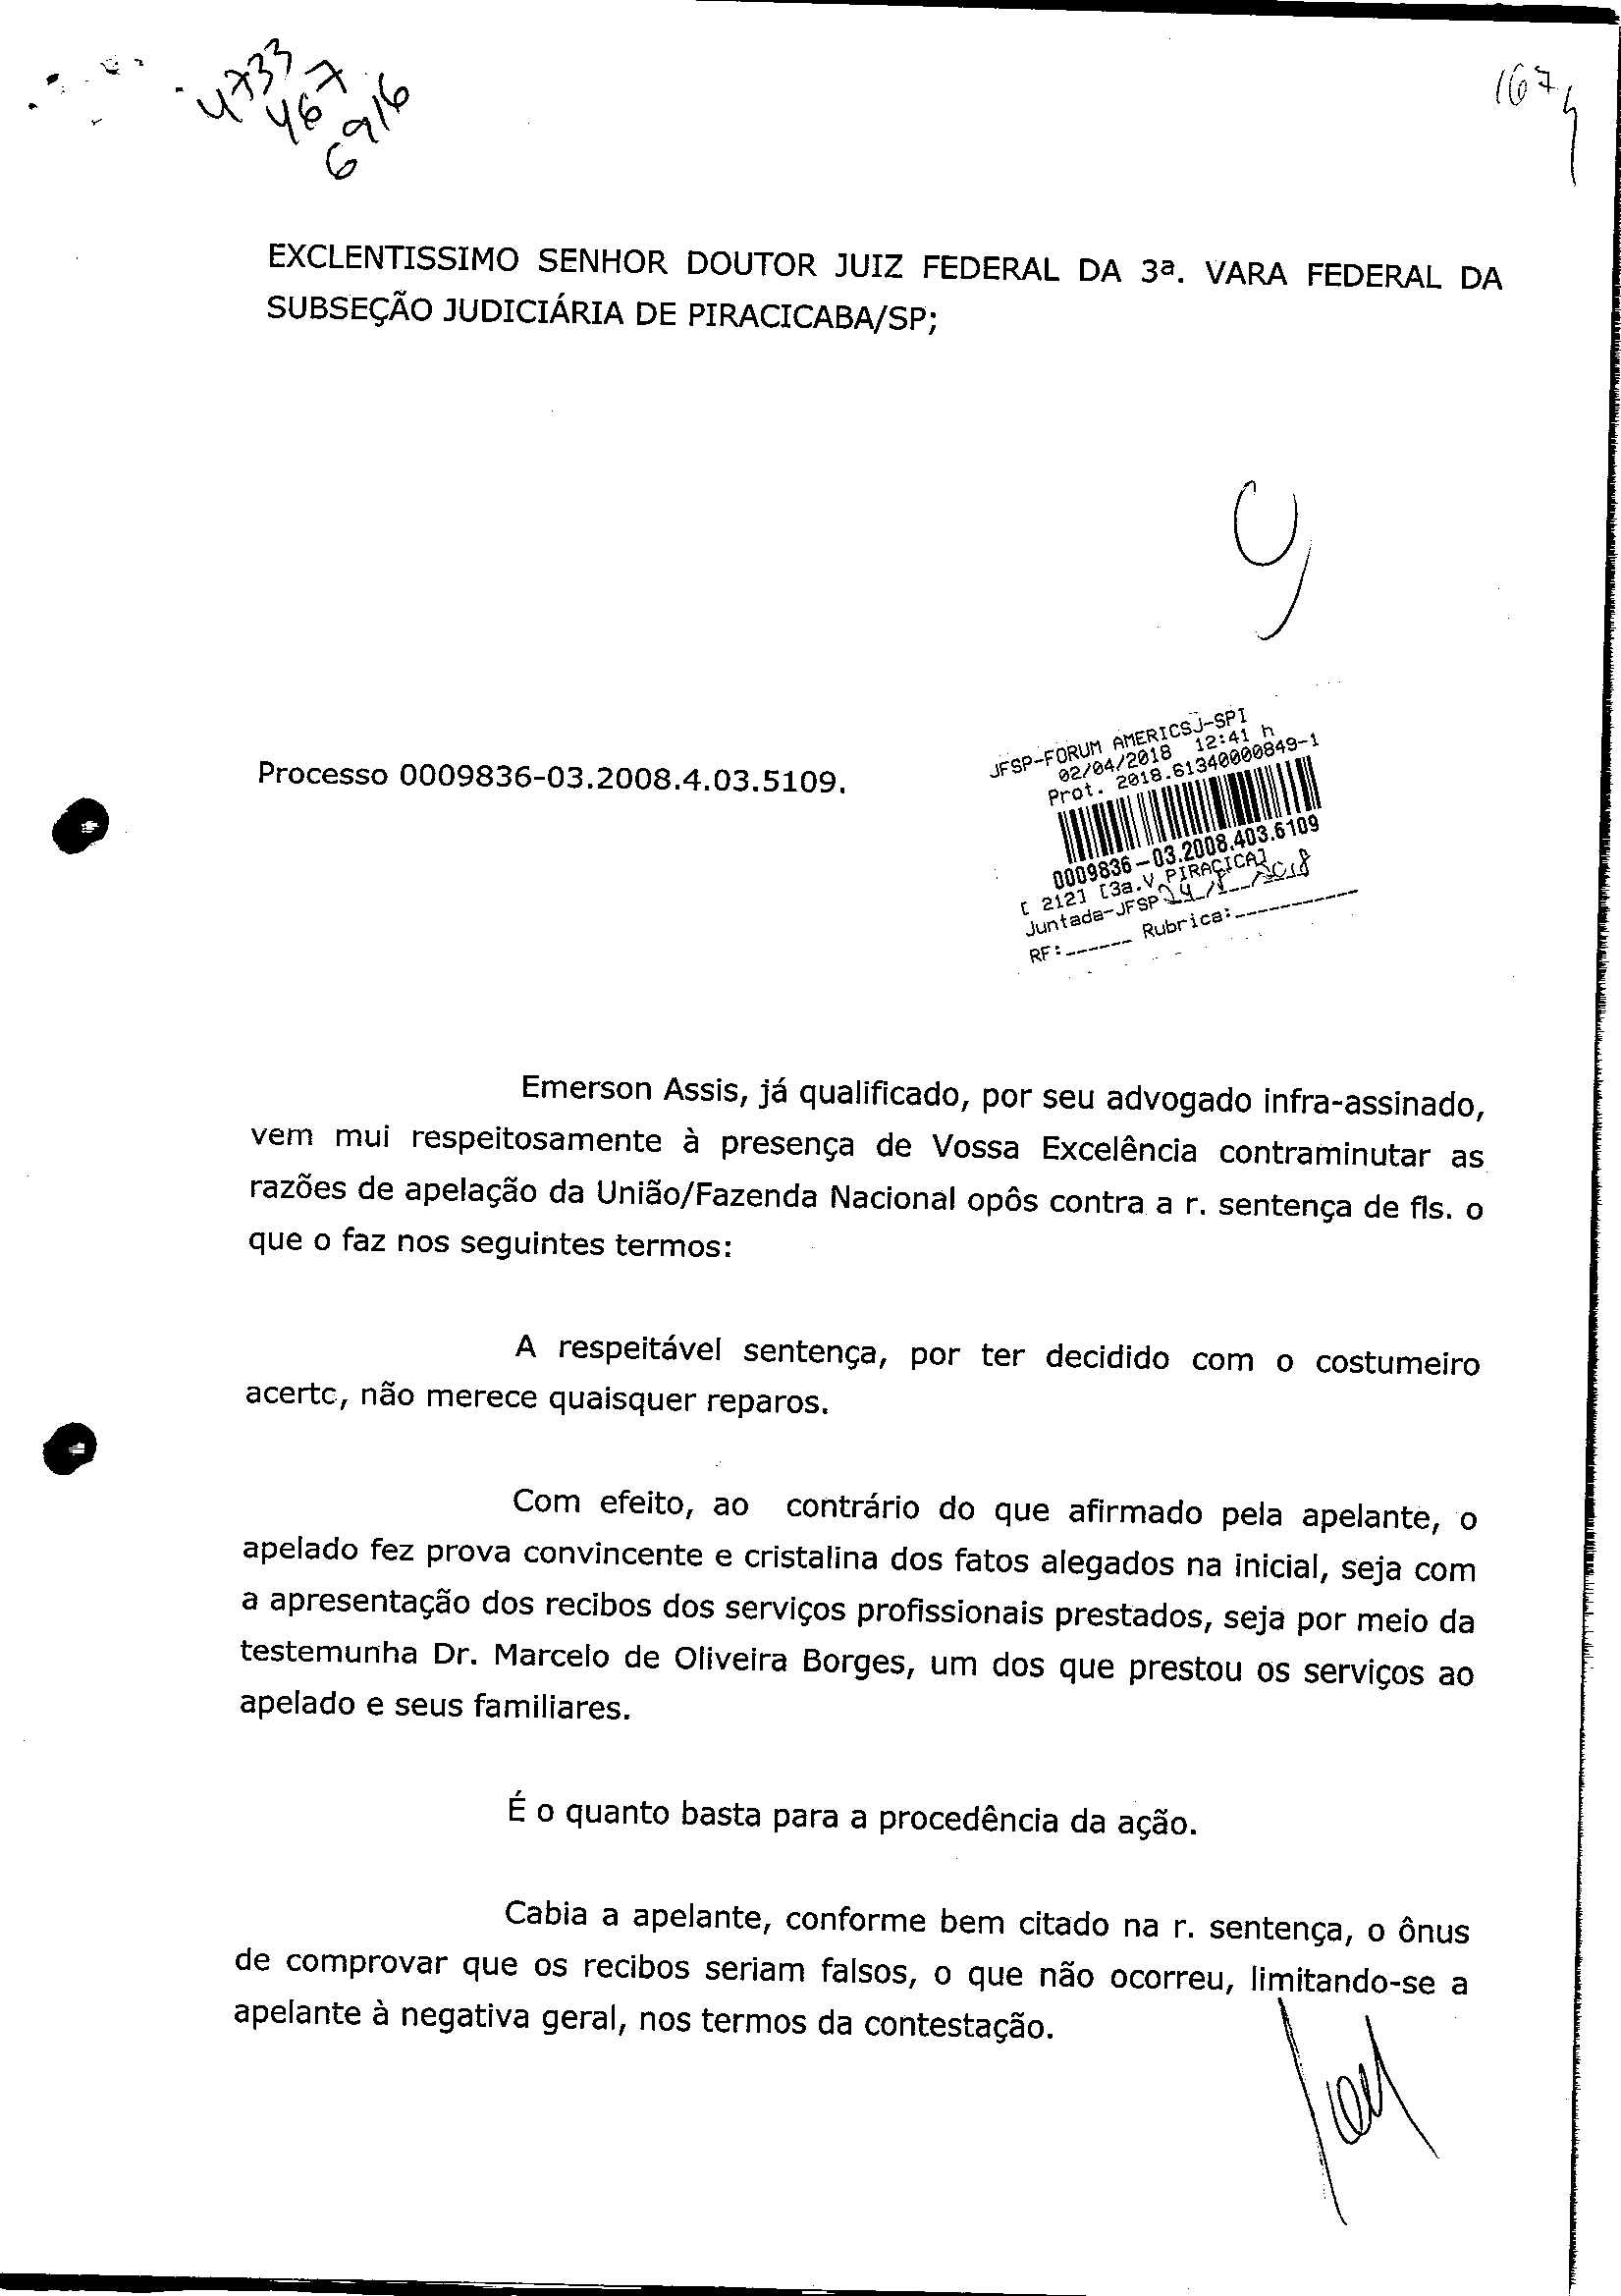 4733
467
6916
167
EXCLENTISSIMO SENHOR DOUTOR JUIZ FEDERAL DA 3ª. VARA FEDERAL DA
SUBSEÇÃO JUDICIÁRIA DE PIRACICABA/SP;
Processo 0009836-03.2008.4.03.5109.
JFSP-FORUM AMERICSJ-SPI
02/04/2018 12:41 h
Prot. 2018.61340000849-1
0009836-03.2008.403.6109
[ 212] [3a.V PIRACICA]
Juntada-JFSP
RF:______ Rubrica:____________
Emerson Assis, já qualificado, por seu advogado infra-assinado,
vem mui respeitosamente à presença de Vossa Excelência contraminutar as
razões de apelação da União/Fazenda Nacional opôs contra a r. sentença de fls. o
que o faz nos seguintes termos:
A respeitável sentença, por ter decidido com o costumeiro
acertc, não merece quaisquer reparos.
Com efeito, ao contrário do que afirmado pela apelante, o
apelado fez prova convincente e cristalina dos fatos alegados na inicial, seja com
a apresentação dos recibos dos serviços profissionais prestados, seja por meio da
testemunha Dr. Marcelo de Oliveira Borges, um dos que prestou os serviços ao
apelado e seus familiares.
É o quanto basta para a procedência da ação.
Cabia a apelante, conforme bem citado na r. sentença, o ônus
de comprovar que os recibos seriam falsos, o que não ocorreu, limitando-se a
apelante à negativa geral, nos termos da contestação.